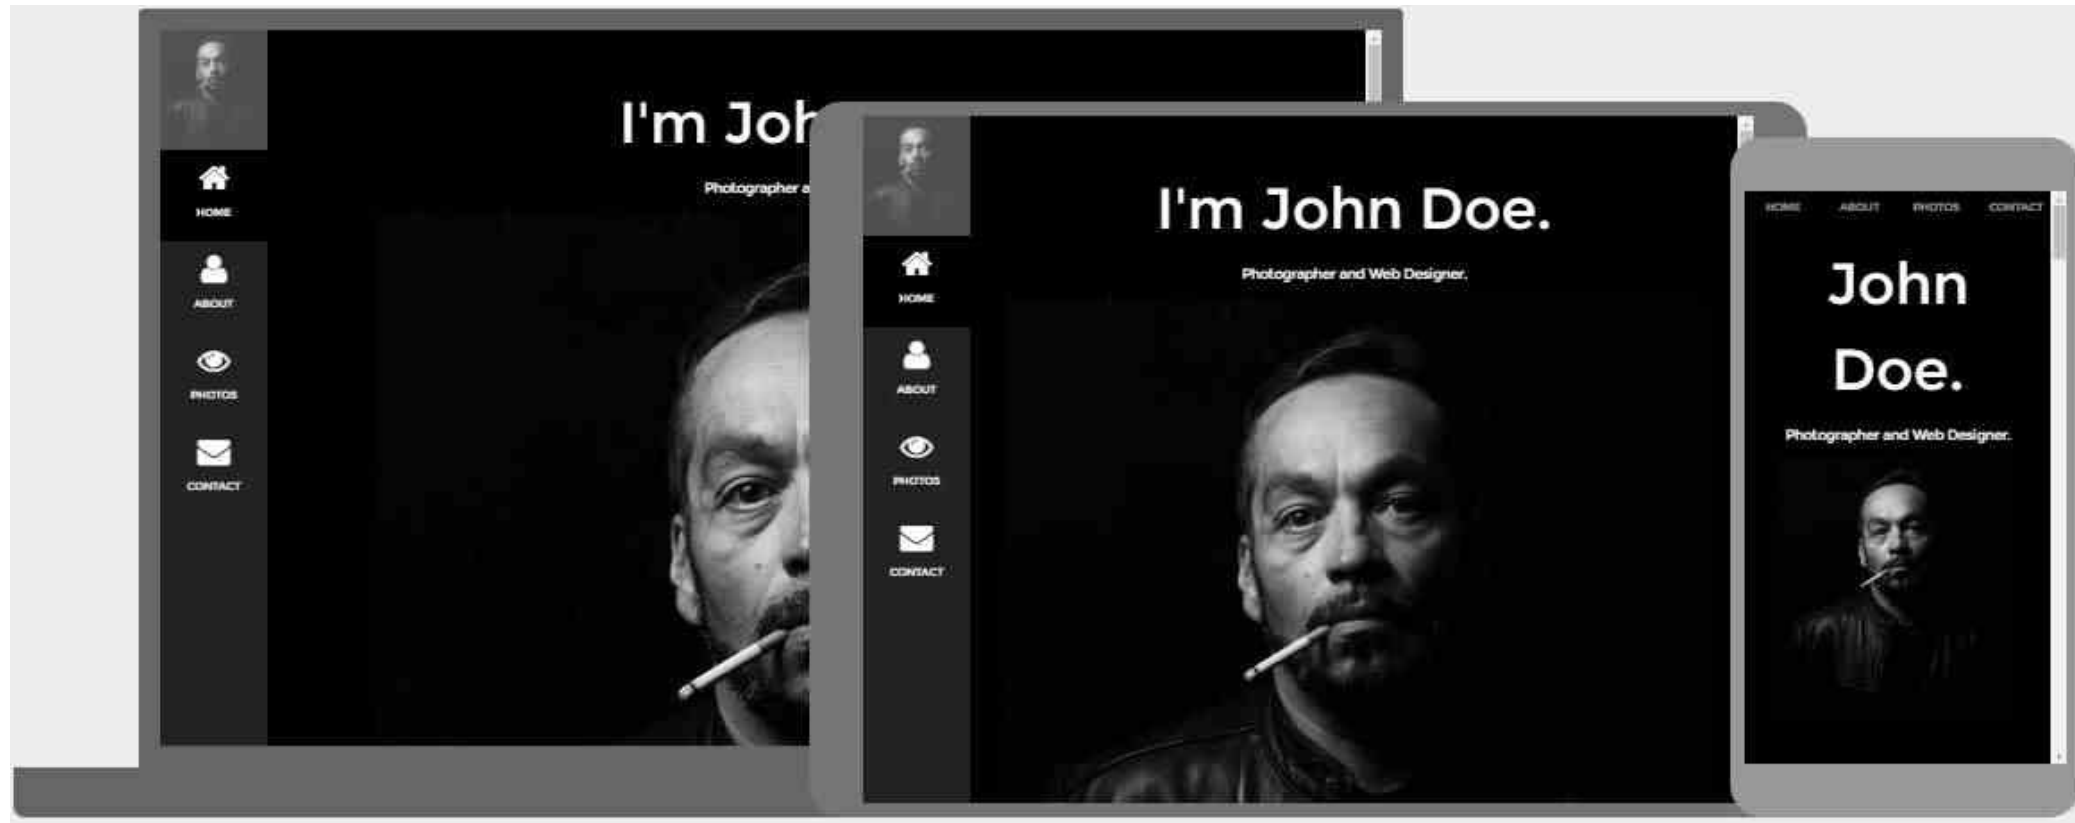 I'm Joh
Photographer a
HOME
ABOUT
PHOTOS
CONTACT
I'm John Doe.
Photographer and Web Designer.
HOME
ABOUT
PHOTOS
CONTACT
HOME ABOUT PHOTOS CONTACT
John
Doe.
Photographer and Web Designer.